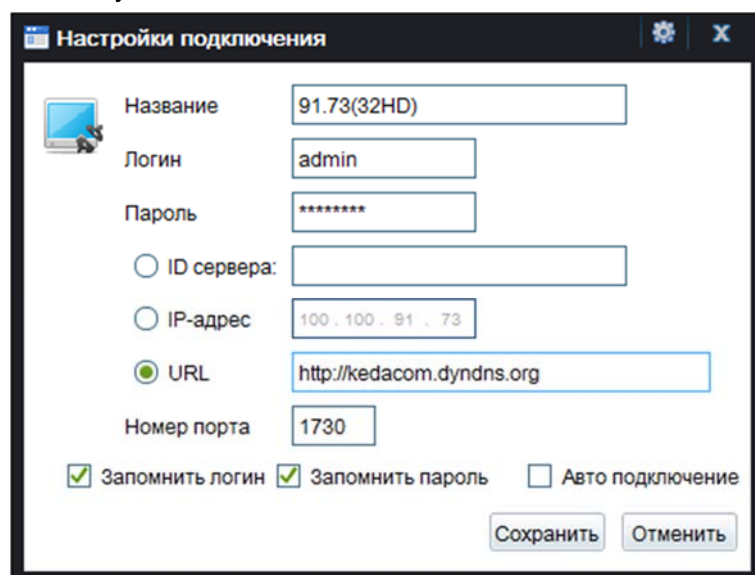 Настройки подключения
Название 91.73(32HD)
Логин admin
Пароль ********
ID сервера:
IP-адрес 100 . 100 . 91 . 73
URL http://kedacom.dyndns.org
Номер порта 1730
Запомнить логин Запомнить пароль Авто подключение
Сохранить Отменить